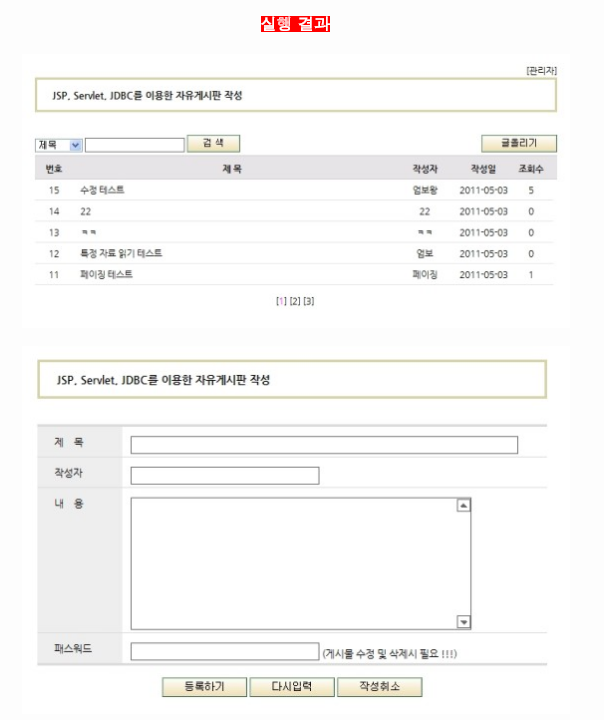 실행 결과
[관리자]
JSP, Servlet, JDBC를 이용한 자유게시판 작성
제목 검 색 글올리기
번호 제 목 작성자 작성일 조회수
15 수정 테스트 엄보왕 2011-05-03 5
14 22 22 2011-05-03 0
13 ㅋㅋ ㅋㅋ 2011-05-03 0
12 특정 자료 읽기 테스트 엄보 2011-05-03 0
11 페이징 테스트 페이징 2011-05-03 1
[1] [2] [3]
JSP, Servlet, JDBC를 이용한 자유게시판 작성
제 목
작성자
내 용
패스워드 (게시물 수정 및 삭제시 필요 !!!)
등록하기 다시입력 작성취소